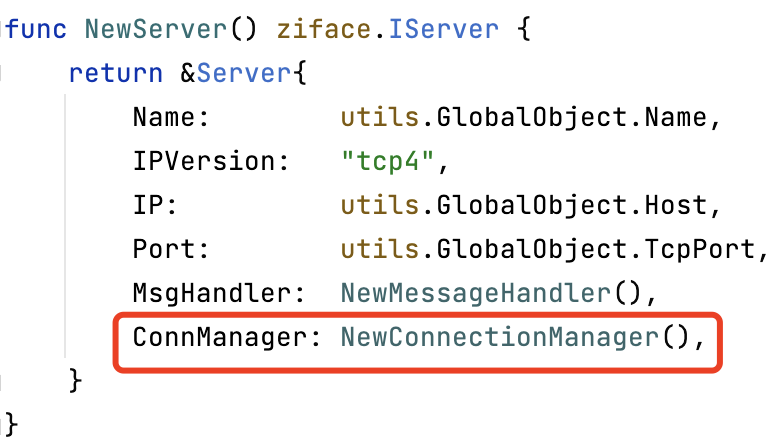 func NewServer() ziface.IServer {
return &Server{
Name: utils.GlobalObject.Name,
IPVersion: "tcp4",
IP: utils.GlobalObject.Host,
Port: utils.GlobalObject.TcpPort,
MsgHandler: NewMessageHandler(),
ConnManager: NewConnectionManager(),
}
}